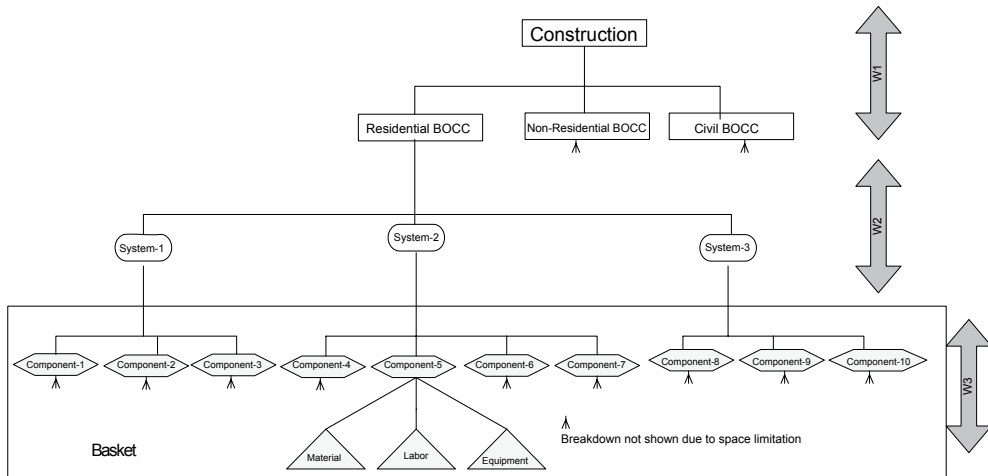 Construction
W1
Residential BOCC
Non-Residential BOCC
Civil BOCC
W2
System-1
System-2
System-3
Component-1
Component-2
Component-3
Component-4
Component-5
Component-6
Component-7
Component-8
Component-9
Component-10
W3
Breakdown not shown due to space limitation
Basket
Material
Labor
Equipment